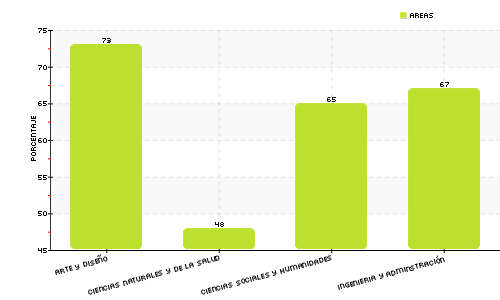 AREAS
PORCENTAJE
75
70
65
60
55
50
45
73
48
65
67
ARTE Y DISEÑO
CIENCIAS NATURALES Y DE LA SALUD
CIENCIAS SOCIALES Y HUMANIDADES
INGENIERIA Y ADMINSTRACIÓN